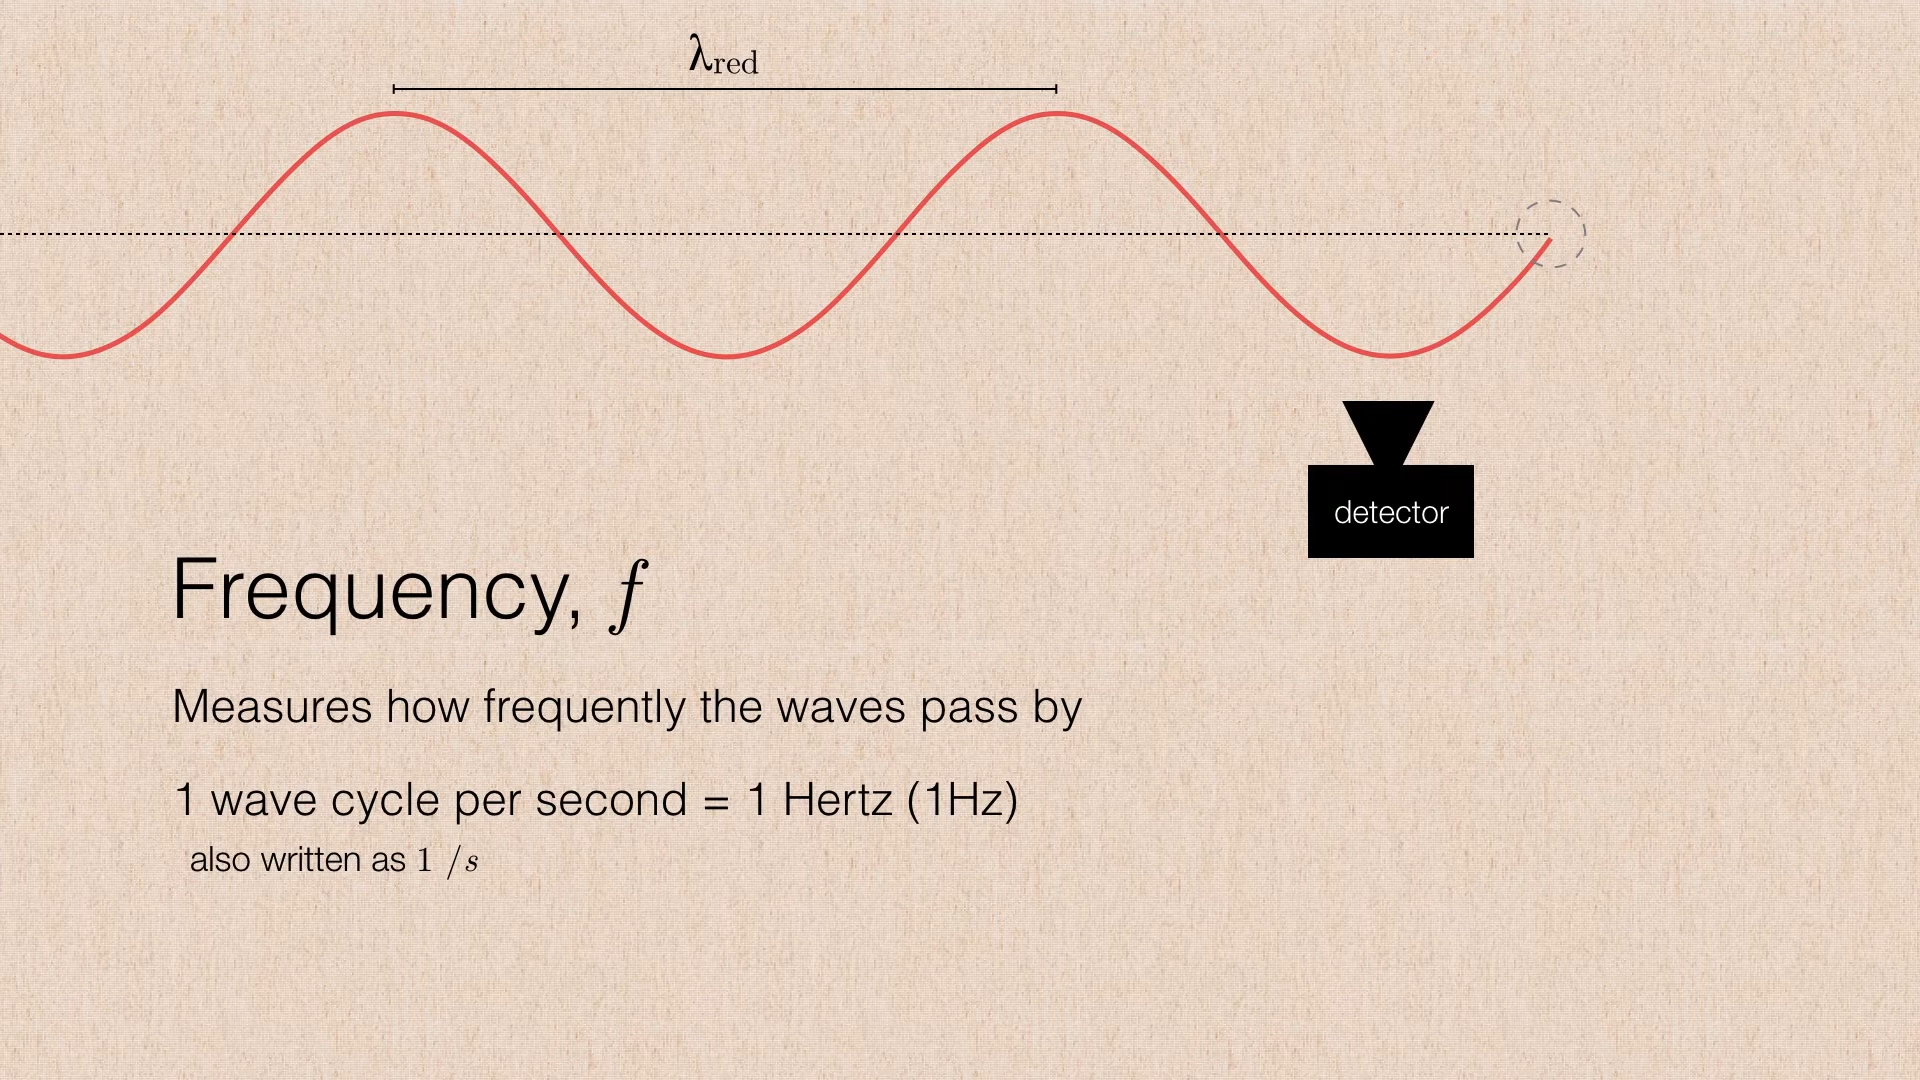 λred
detector
Frequency, f
Measures how frequently the waves pass by
1 wave cycle per second = 1 Hertz (1Hz)
also written as 1 /s